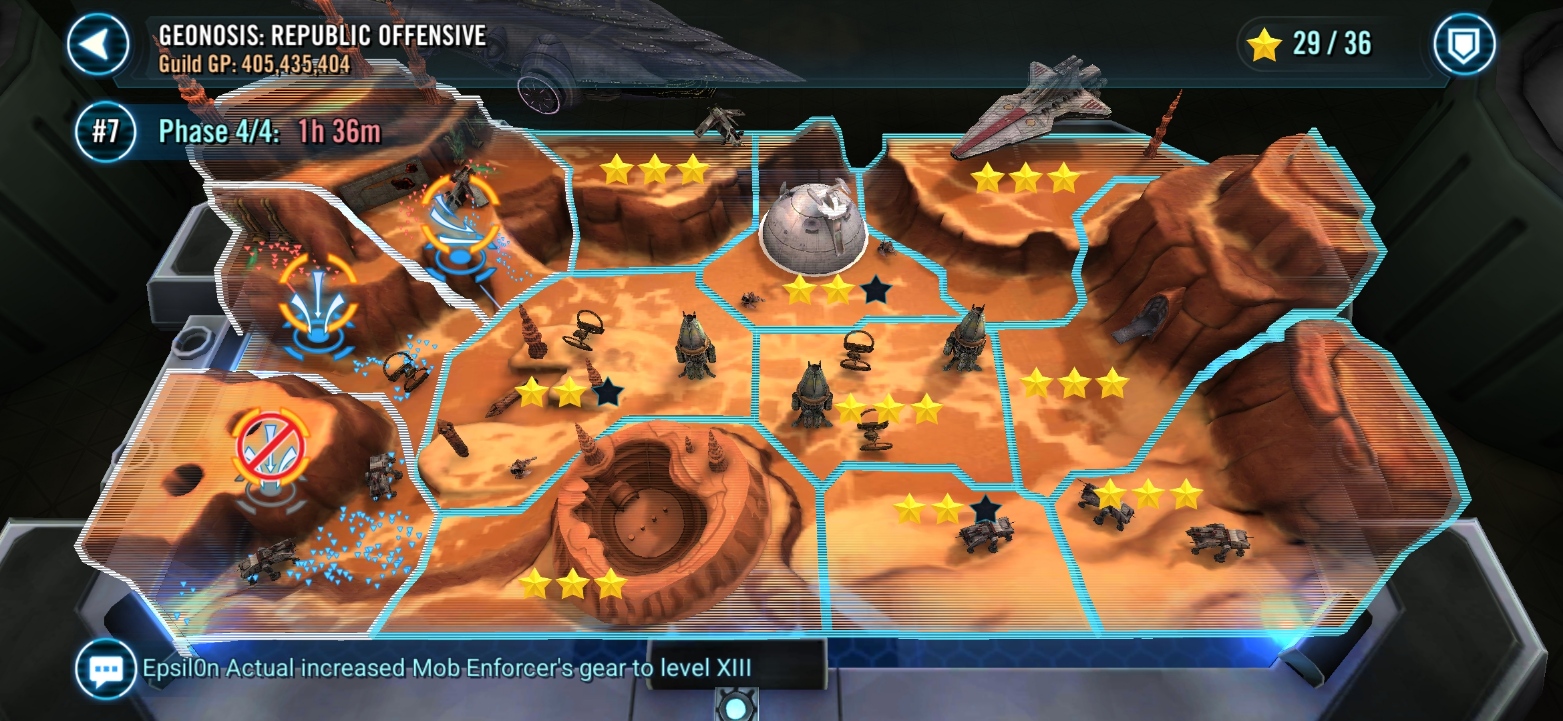 GEONOSIS: REPUBLIC OFFENSIVE
Guild GP: 405,435,404
29 / 36
#7
Phase 4/4: 1h 36m
Epsil0n Actual increased Mob Enforcer's gear to level XIII